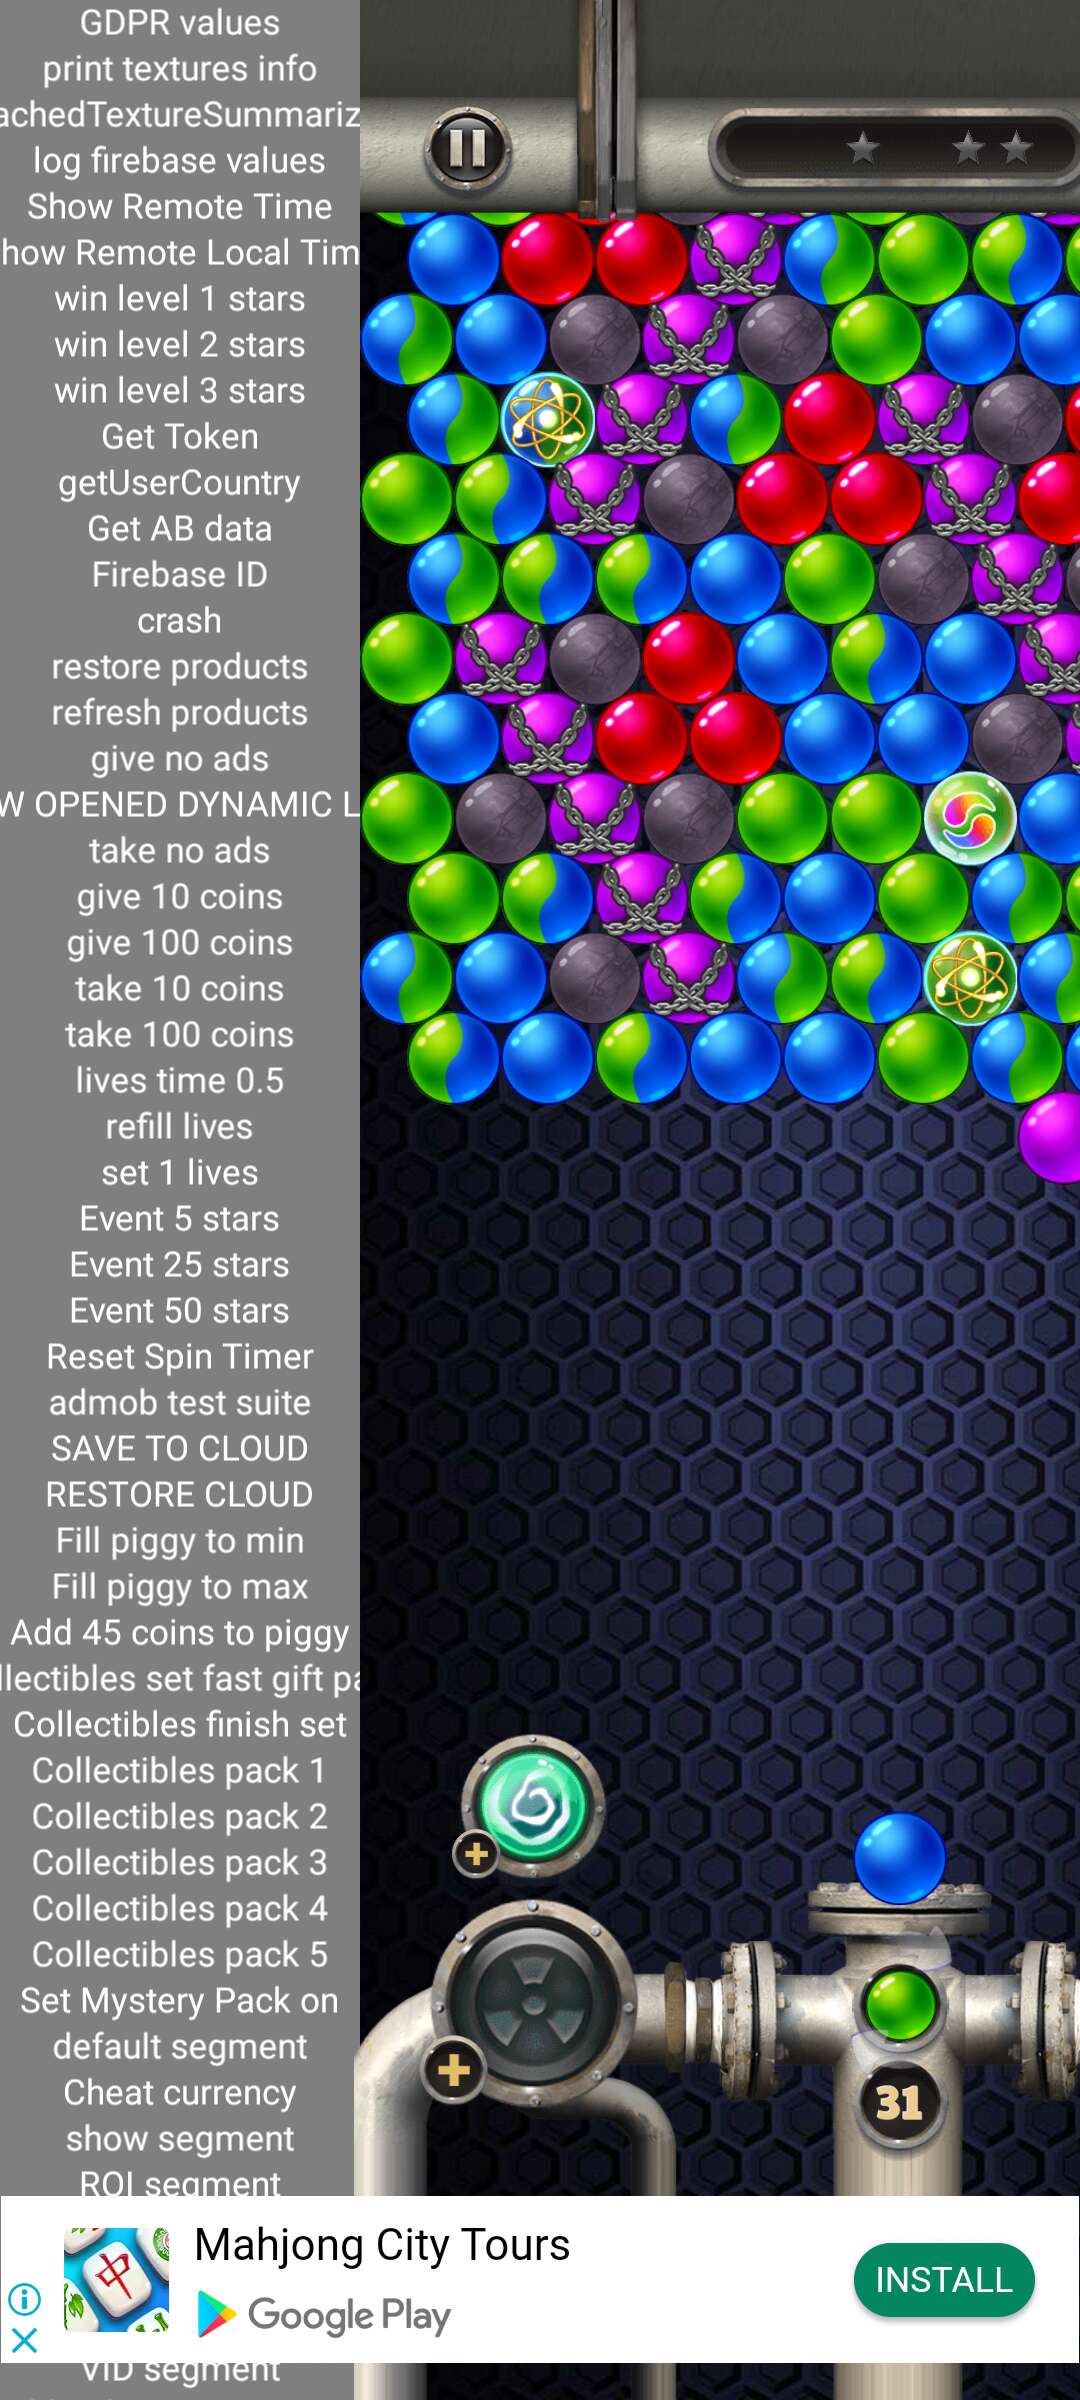 GDPR values
print textures info
achedTextureSummariz
log firebase values
Show Remote Time
how Remote Local Tim
win level 1 stars
win level 2 stars
win level 3 stars
Get Token
getUserCountry
Get AB data
Firebase ID
crash
restore products
refresh products
give no ads
W OPENED DYNAMIC L
take no ads
give 10 coins
give 100 coins
take 10 coins
take 100 coins
lives time 0.5
refill lives
set 1 lives
Event 5 stars
Event 25 stars
Event 50 stars
Reset Spin Timer
admob test suite
SAVE TO CLOUD
RESTORE CLOUD
Fill piggy to min
Fill piggy to max
Add 45 coins to piggy
llectibles set fast gift pa
Collectibles finish set
Collectibles pack 1
Collectibles pack 2
Collectibles pack 3
Collectibles pack 4
Collectibles pack 5
Set Mystery Pack on
default segment
Cheat currency
show segment
ROI segment
31
Mahjong City Tours
Google Play
INSTALL
中
VID segment